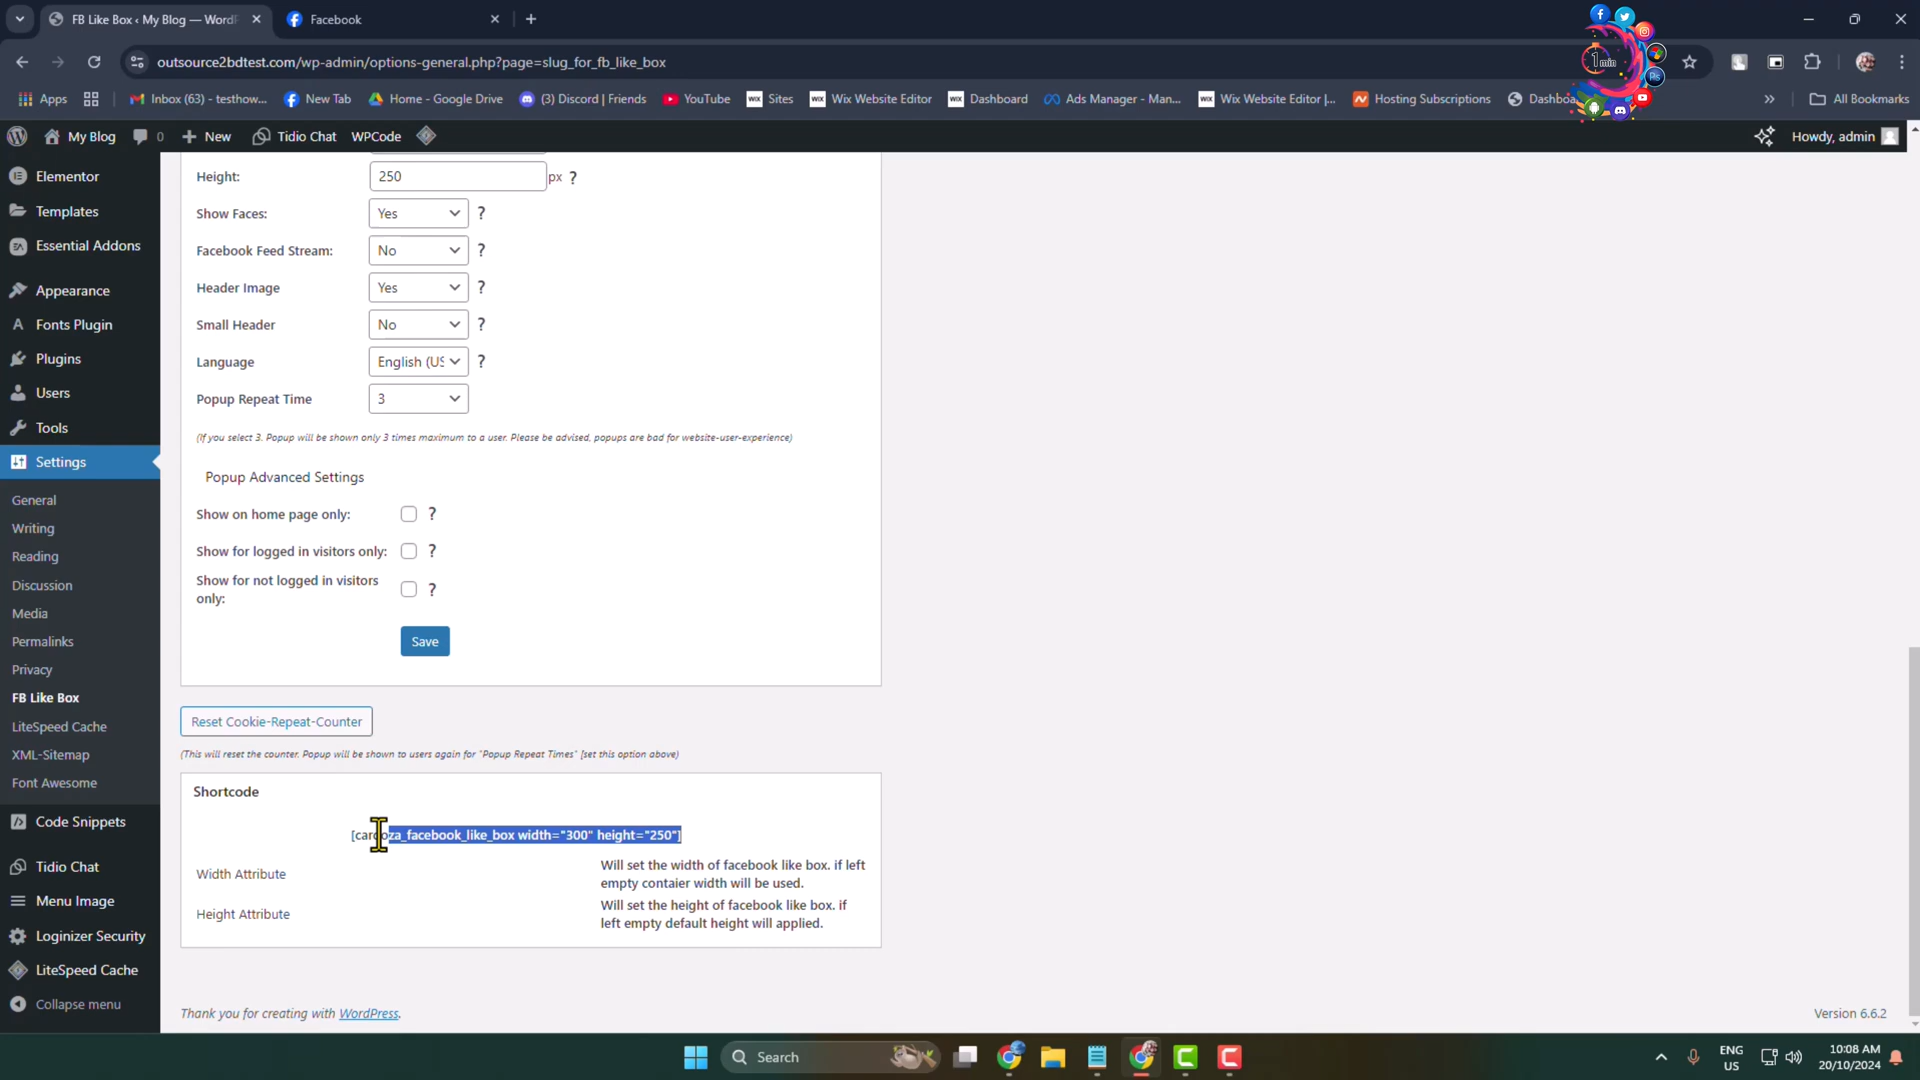 FB Like Box ‹ My Blog — WordP
Facebook
outsource2bdtest.com/wp-admin/options-general.php?page=slug_for_fb_like_box
1min
Apps
Inbox (63) - testhow...
New Tab
Home - Google Drive
(3) Discord | Friends
YouTube
Sites
Wix Website Editor
Dashboard
Ads Manager - Man...
Wix Website Editor |...
Hosting Subscriptions
All Bookmarks
My Blog
0
New
Tidio Chat
WPCode
Howdy, admin
Elementor
Templates
Essential Addons
Appearance
Fonts Plugin
Plugins
Users
Tools
Settings
General
Writing
Reading
Discussion
Media
Permalinks
Privacy
FB Like Box
LiteSpeed Cache
XML-Sitemap
Font Awesome
Code Snippets
Tidio Chat
Menu Image
Loginizer Security
LiteSpeed Cache
Collapse menu
Height: 250 px ?
Show Faces: Yes ?
Facebook Feed Stream: No ?
Header Image Yes ?
Small Header No ?
Language English (US ?
Popup Repeat Time 3
(If you select 3. Popup will be shown only 3 times maximum to a user. Please be advised, popups are bad for website-user-experience)
Popup Advanced Settings
Show on home page only: ?
Show for logged in visitors only: ?
Show for not logged in visitors
only: ?
Save
Reset Cookie-Repeat-Counter
(This will reset the counter. Popup will be shown to users again for "Popup Repeat Times" [set this option above)
Shortcode
[cardoza_facebook_like_box width="300" height="250"]
Width Attribute
Will set the width of facebook like box. if left
empty contaier width will be used.
Height Attribute
Will set the height of facebook like box. if
left empty default height will applied.
Thank you for creating with WordPress.
Version 6.6.2
Search
ENG
US
10:08 AM
20/10/2024